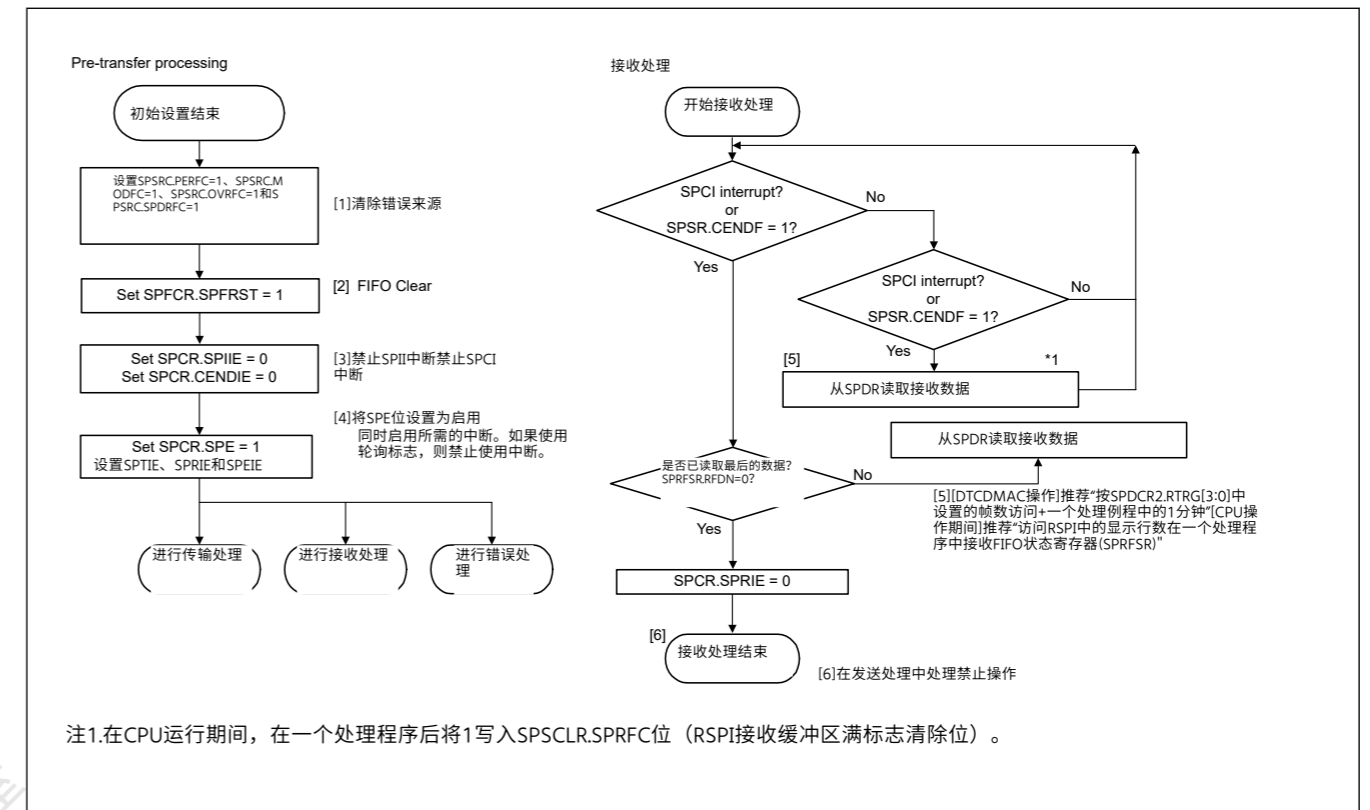 Pre-transfer processing
初始设置结束
设置SPSRC.PERFC=1、SPSRC.M
ODFC=1、SPSRC.OVRFC=1和S
PSRC.SPDRFC=1
[1]清除错误来源
Set SPFCR.SPFRST = 1
[2] FIFO Clear
Set SPCR.SPIIE = 0
Set SPCR.CENDIE = 0
[3]禁止SPII中断禁止SPCI
中断
[4]将SPE位设置为启用
同时启用所需的中断。如果使用
轮询标志，则禁止使用中断。
Set SPCR.SPE = 1
设置SPTIE、SPRIE和SPEIE
进行传输处理
进行接收处理
进行错误处
理
接收处理
开始接收处理
SPCI interrupt?
or
SPSR.CENDF = 1?
No
Yes
SPCI interrupt?
or
SPSR.CENDF = 1?
No
Yes
[5]
*1
从SPDR读取接收数据
从SPDR读取接收数据
是否已读取最后的数据?
SPRFSR.RFDN=0?
No
Yes
[5][DTCDMAC操作]推荐“按SPDCR2.RTRG[3:0]中
设置的帧数访问+一个处理例程中的1分钟”[CPU操
作期间]推荐“访问RSPI中的显示行数在一个处理程
序中接收FIFO状态寄存器(SPRFSR)"
SPCR.SPRIE = 0
[6]
接收处理结束
[6]在发送处理中处理禁止操作
注1.在CPU运行期间，在一个处理程序后将1写入SPSCLR.SPRFC位（RSPI接收缓冲区满标志清除位）。